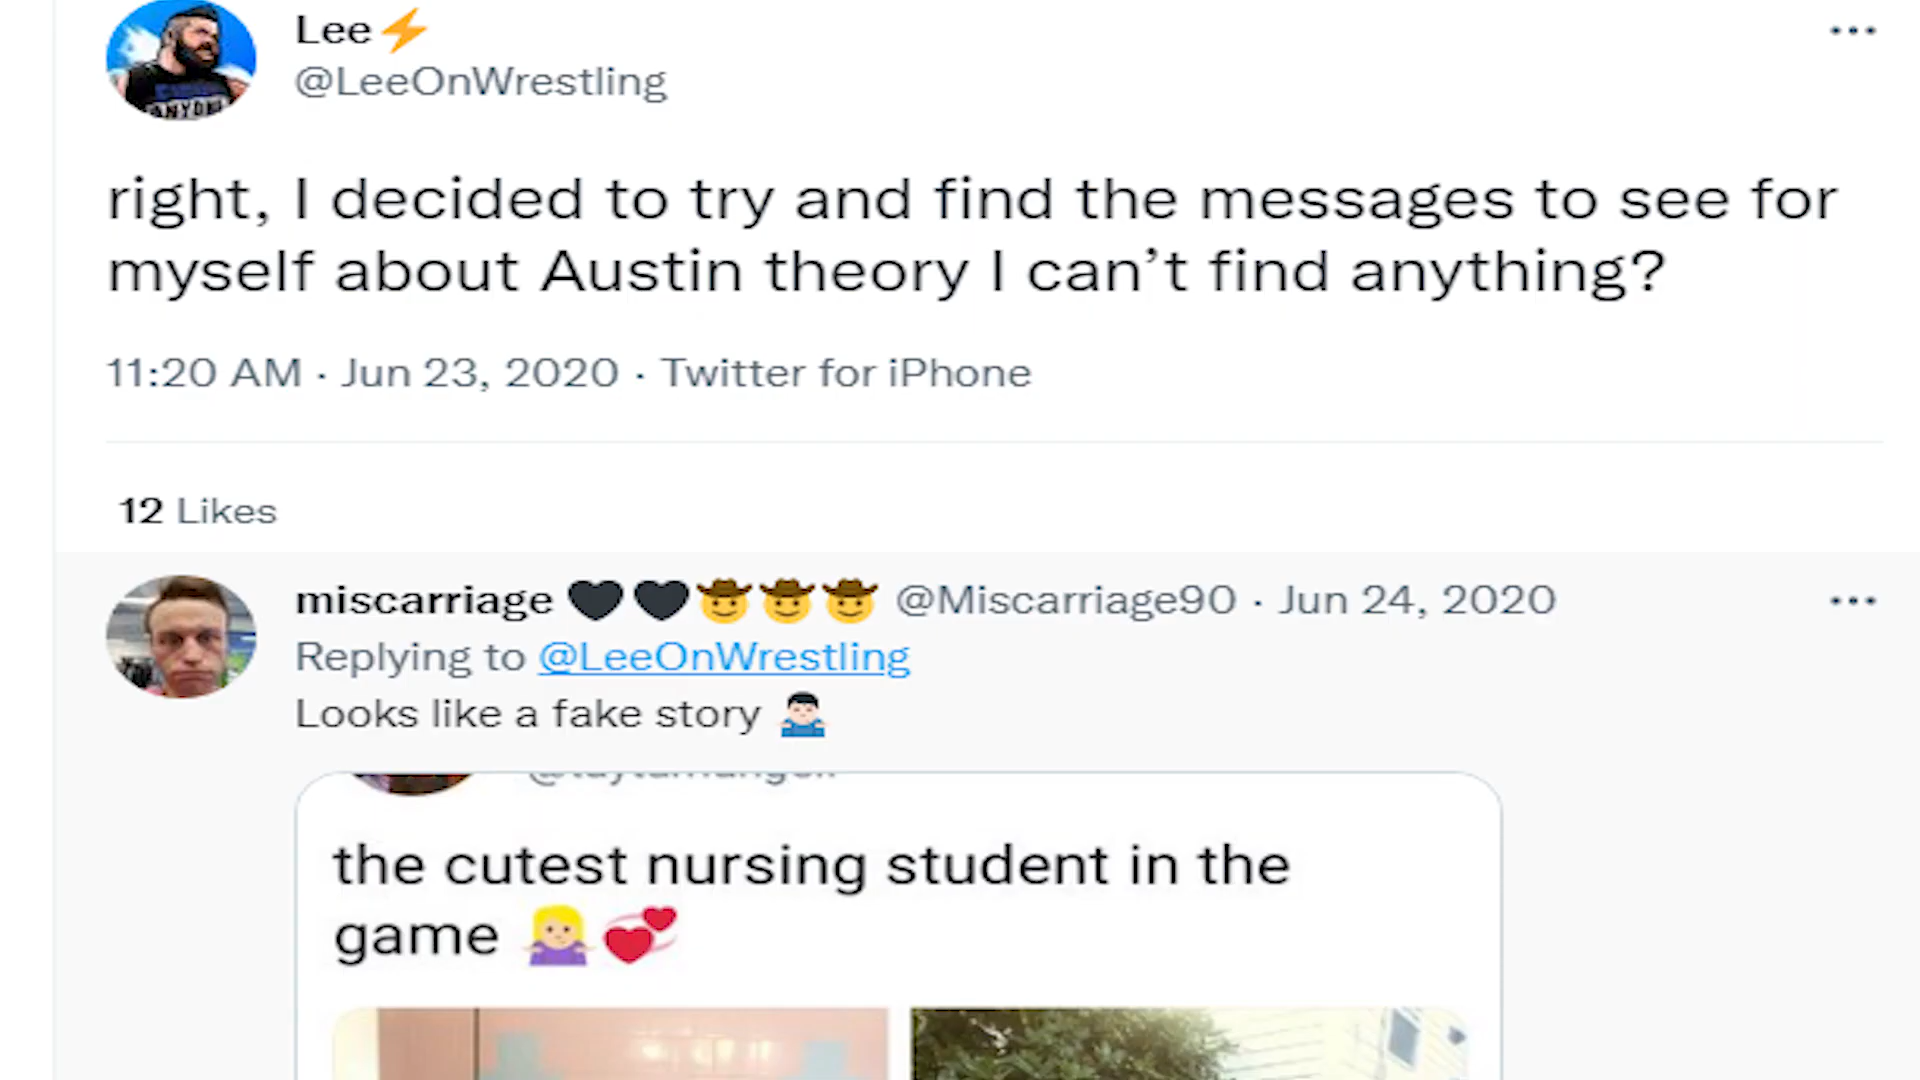 Lee⚡
@LeeOnWrestling
right, I decided to try and find the messages to see for
myself about Austin theory I can’t find anything?
11:20 AM · Jun 23, 2020 · Twitter for iPhone
12 Likes
miscarriage 🖤🖤🤠🤠🤠 @Miscarriage90 · Jun 24, 2020
Replying to @LeeOnWrestling
Looks like a fake story 🤷🏻‍♂️
the cutest nursing student in the
game 🤷🏼‍♀️💞